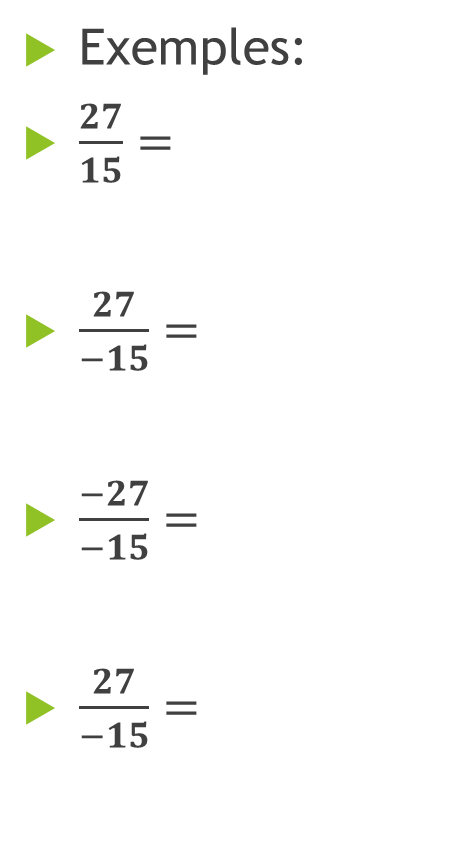 Exemples:
27/15 =
27/−15 =
−27/−15 =
27/−15 =